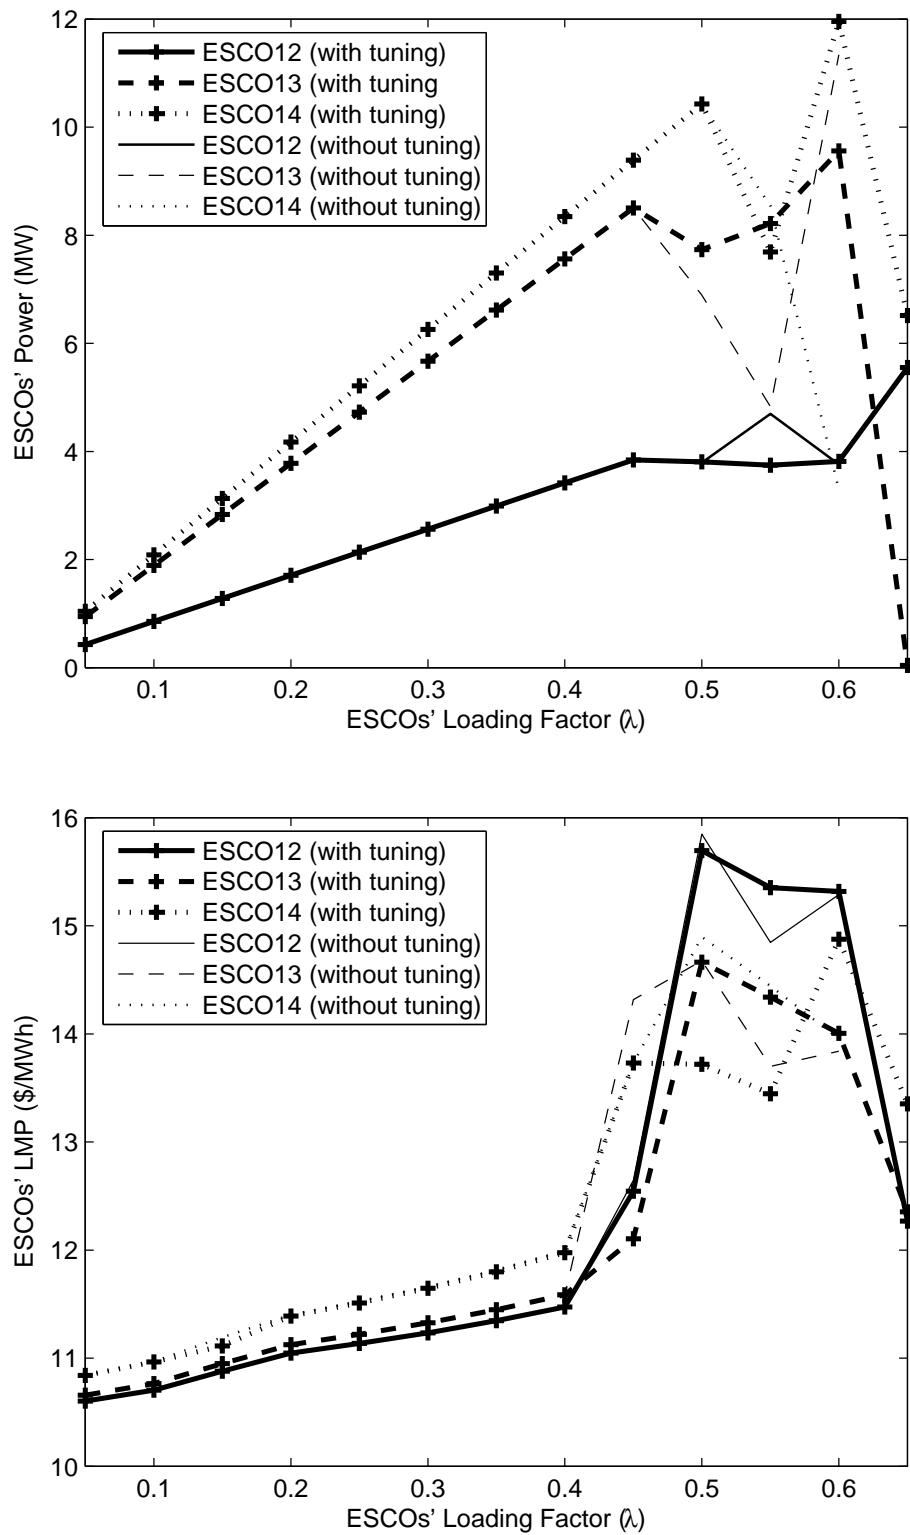 12
10
8
6
4
2
0
ESCOs' Power (MW)
ESCO12 (with tuning)
ESCO13 (with tuning
ESCO14 (with tuning)
ESCO12 (without tuning)
ESCO13 (without tuning)
ESCO14 (without tuning)
0.1 0.2 0.3 0.4 0.5 0.6
ESCOs' Loading Factor (λ)
16
15
14
13
12
11
10
ESCOs' LMP ($/MWh)
ESCO12 (with tuning)
ESCO13 (with tuning)
ESCO14 (with tuning)
ESCO12 (without tuning)
ESCO13 (without tuning)
ESCO14 (without tuning)
0.1 0.2 0.3 0.4 0.5 0.6
ESCOs' Loading Factor (λ)